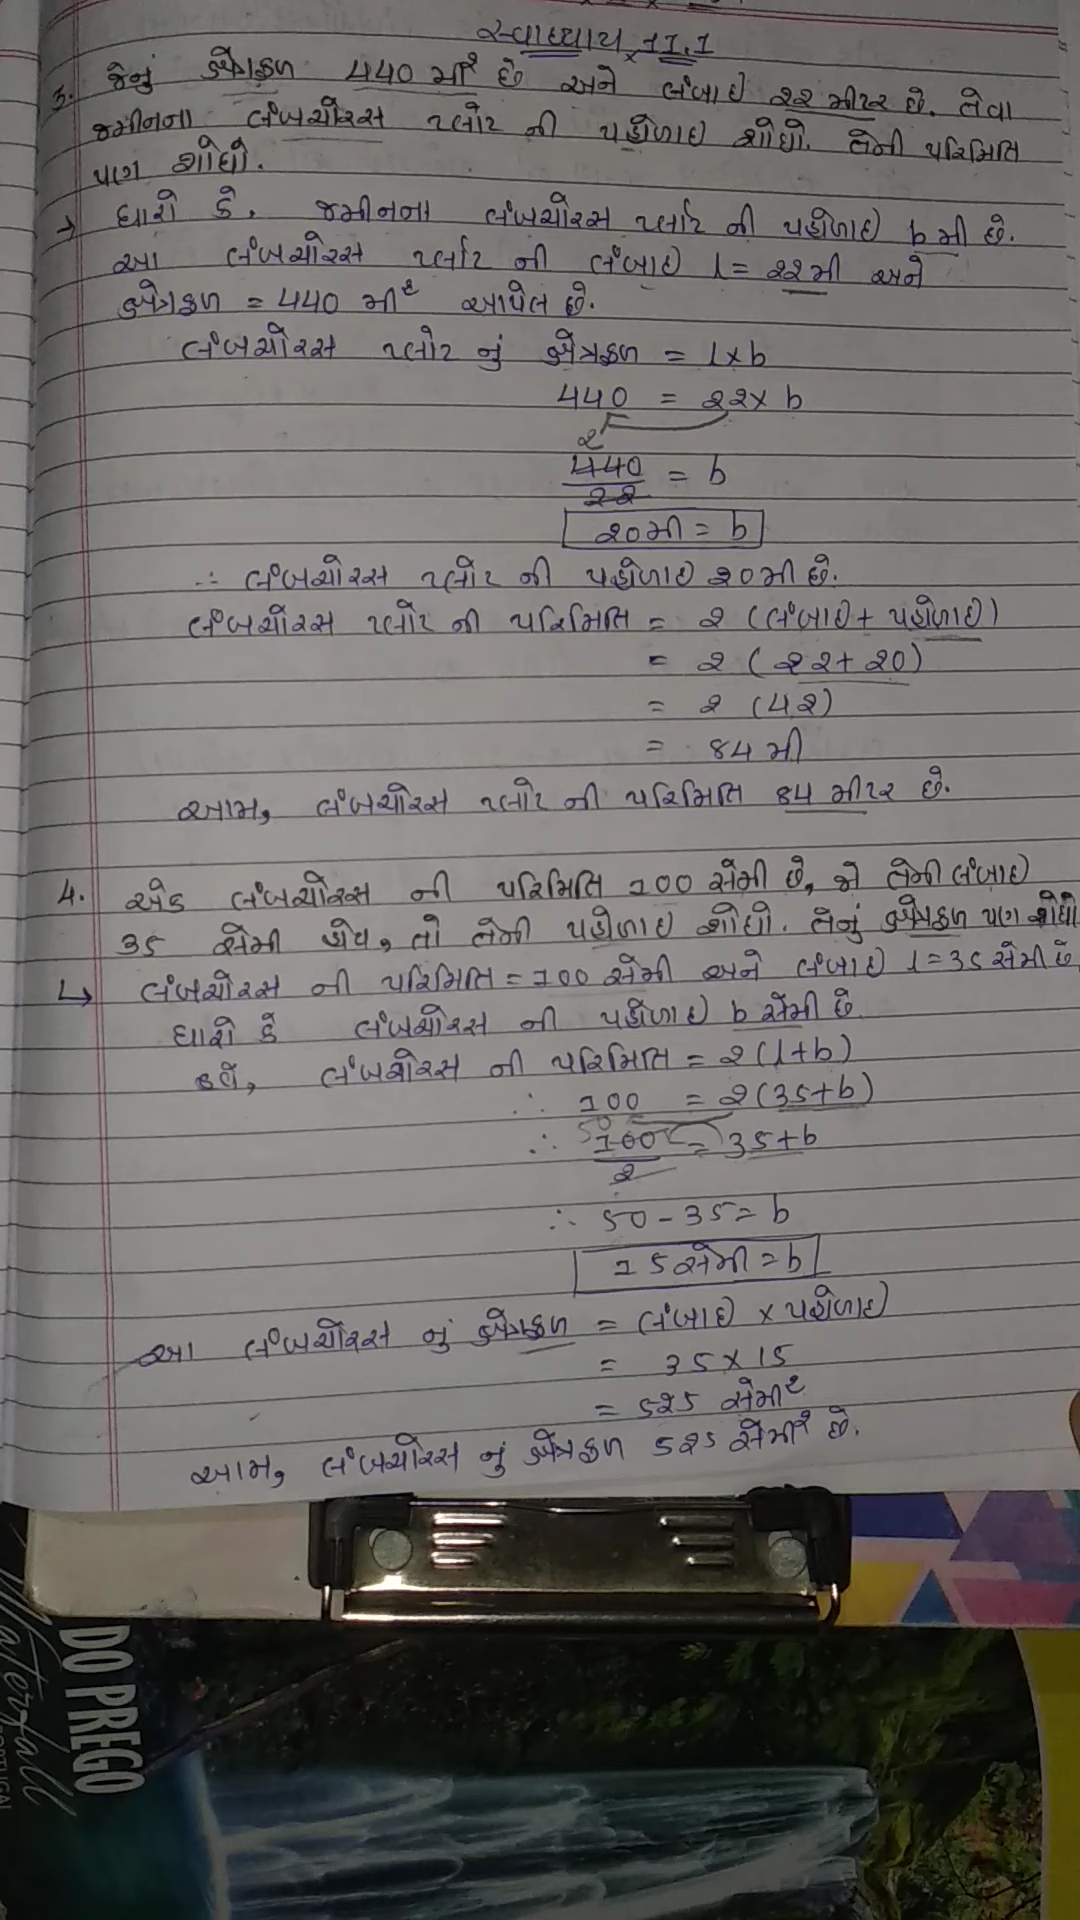 સ્વાધ્યાય 11.1
3. જેનું ક્ષેત્રફળ 440 મી² છે અને લંબાઇ 22 મીટર છે. તેવા
જમીનના લંબચોરસ પ્લોટ ની પહોળાઇ શોધો. તેની પરિમિતિ
પણ શોધો.
→ ધારો કે, જમીનના લંબચોરસ પ્લોટ ની પહોળાઇ b મી છે.
આ લંબચોરસ પ્લોટ ની લંબાઇ l = 22 મી અને
ક્ષેત્રફળ = 440 મી² આપેલ છે.
લંબચોરસ પ્લોટ નું ક્ષેત્રફળ = l × b
440 = 22 × b
2
440/22 = b
20 મી = b
∴ લંબચોરસ પ્લોટ ની પહોળાઇ 20 મી છે.
લંબચોરસ પ્લોટ ની પરિમિતિ = 2 (લંબાઇ + પહોળાઇ)
= 2 (22 + 20)
= 2 (42)
= 84 મી
આમ, લંબચોરસ પ્લોટ ની પરિમિતિ 84 મીટર છે.
4. એક લંબચોરસ ની પરિમિતિ 100 સેમી છે, જો તેની લંબાઇ
35 સેમી હોય, તો તેની પહોળાઇ શોધો. તેનું ક્ષેત્રફળ પણ શોધો
↳ લંબચોરસ ની પરિમિતિ = 100 સેમી અને લંબાઇ l = 35 સેમી છે
ધારો કે લંબચોરસ ની પહોળાઇ b સેમી છે
હવે, લંબચોરસ ની પરિમિતિ = 2(l+b)
∴ 100 = 2(35+b)
50
∴ 100/2 = 35+b
∴ 50 - 35 = b
15 સેમી = b
આ લંબચોરસ નું ક્ષેત્રફળ = લંબાઇ × પહોળાઇ
= 35 × 15
= 525 સેમી²
આમ, લંબચોરસ નું ક્ષેત્રફળ 525 સેમી² છે.
DO PREGO
Waterfall